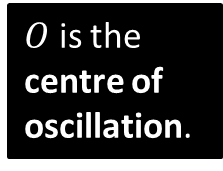 O is the
centre of
oscillation.